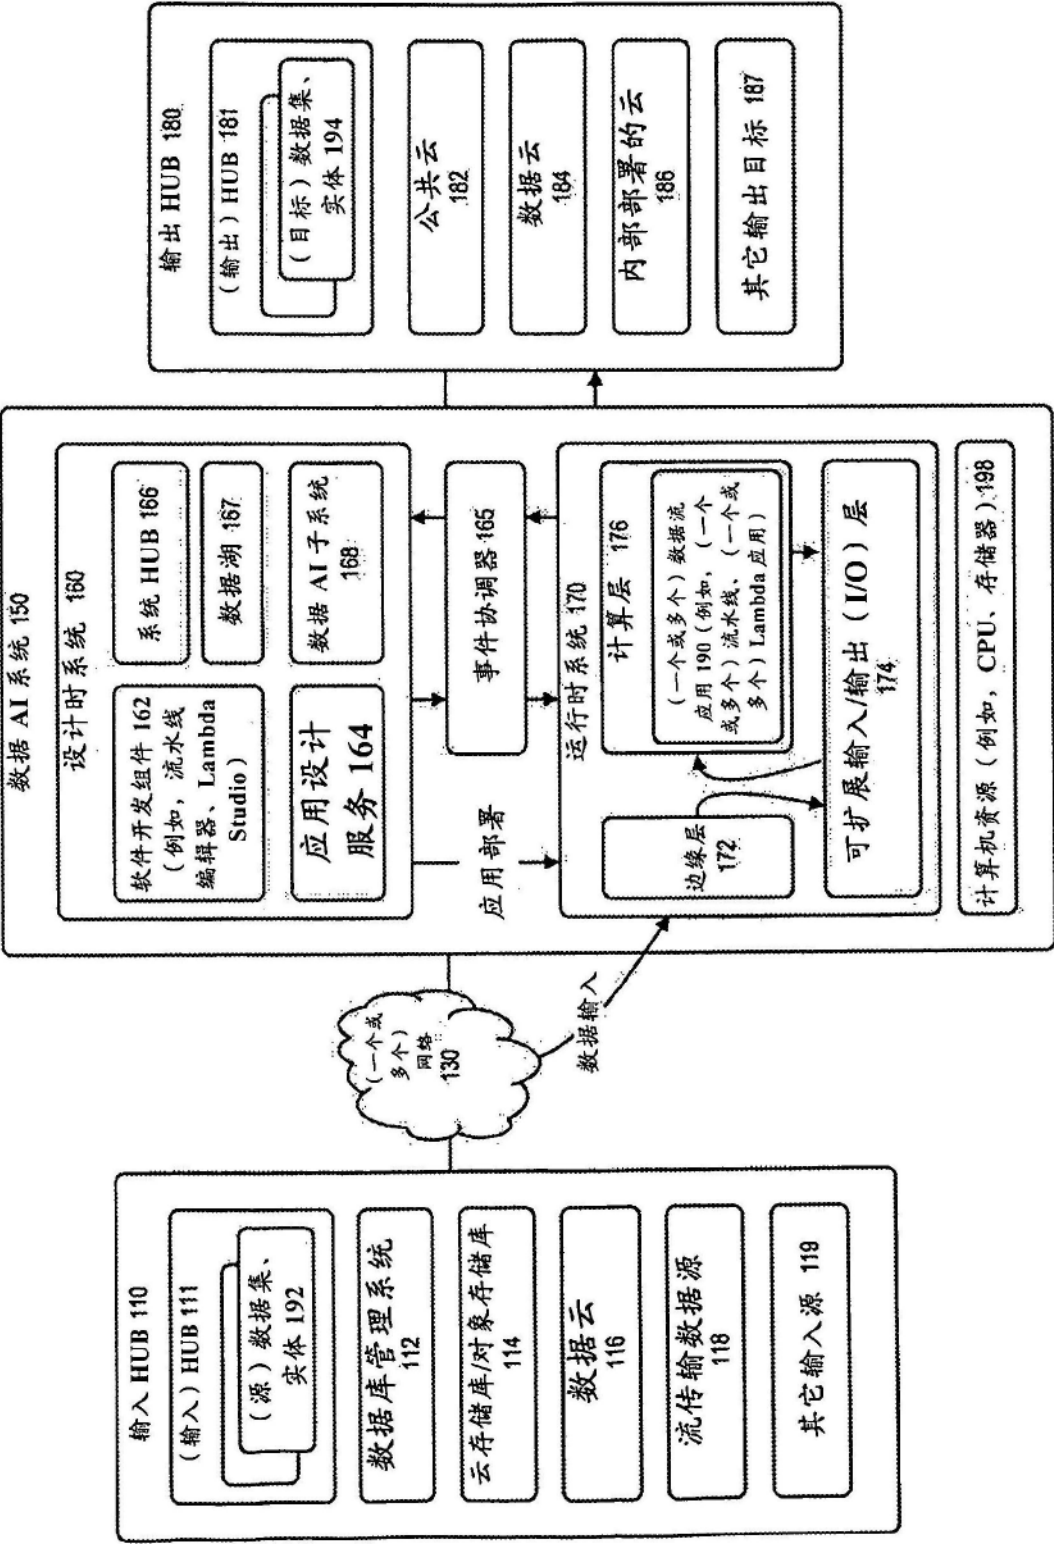 输入 HUB 110
（输入）HUB 111
（源）数据集、
实体 192
数据库管理系统
112
云存储库/对象存储库
114
数据云
116
流传输数据源
118
其它输入源 119
（一个或
多个）
网络
130
数据输入
数据 AI 系统 150
设计时系统 160
软件开发组件 162
（例如，流水线
编辑器、Lambda
Studio）
系统 HUB 166
数据湖 167
应用设计
服务 164
数据 AI 子系统
168
应用部署
事件协调器 165
运行时系统 170
边缘层
172
计算层 176
（一个或多个）数据流
应用 190（例如，（一个
或多个）流水线、（一个或
多个）Lambda 应用）
可扩展输入/输出（I/O）层
174
计算机资源（例如，CPU、存储器）198
输出 HUB 180
（输出）HUB 181
（目标）数据集、
实体 194
公共云
182
数据云
184
内部部署的云
186
其它输出目标 187